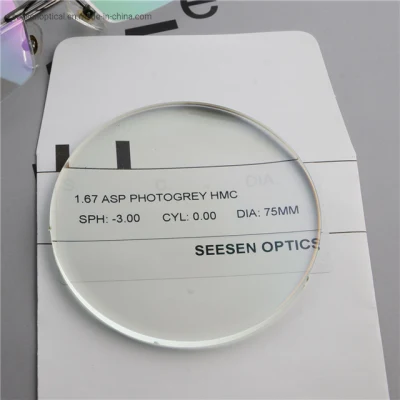 1.67 ASP PHOTOGREY HMC
SPH: -3.00 CYL: 0.00 DIA: 75MM
SEESEN OPTICS